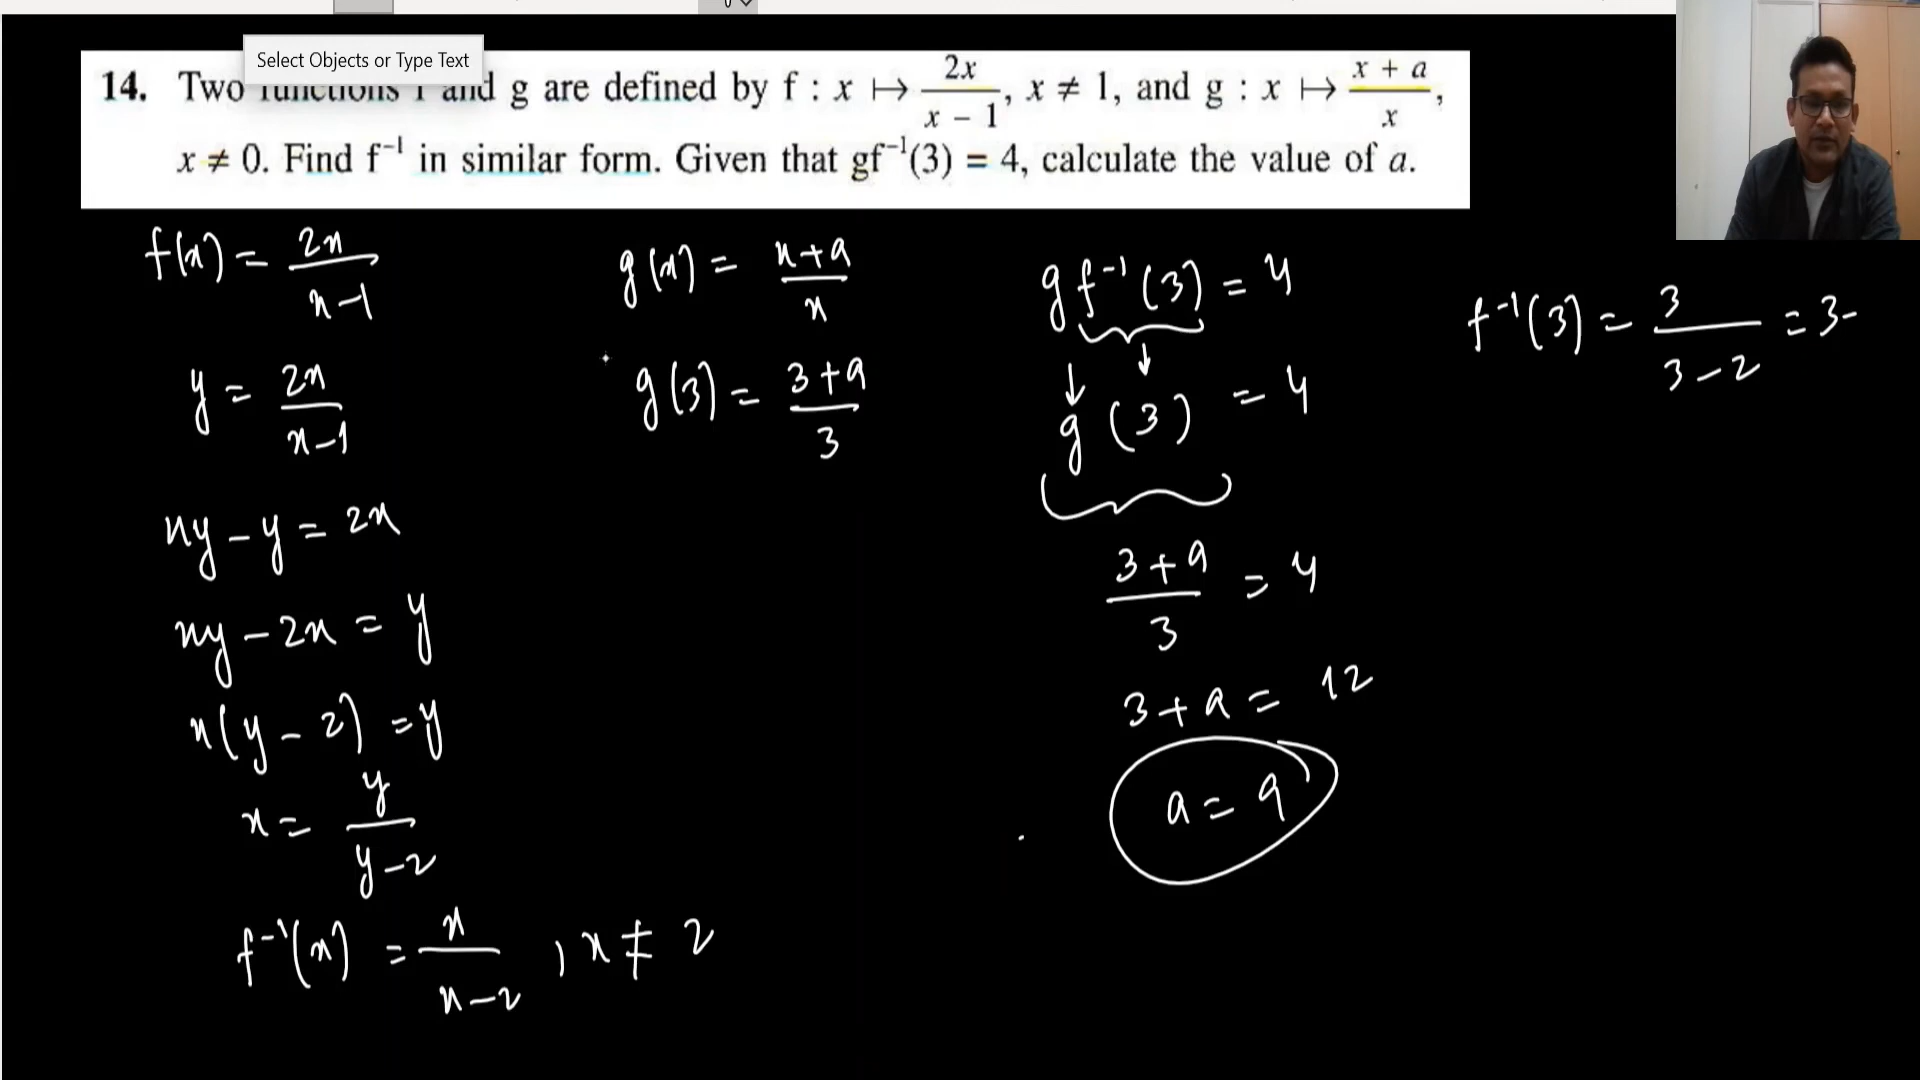 Select Objects or Type Text
14. Two functions f and g are defined by f : x ↦ 2x/(x − 1), x ≠ 1, and g : x ↦ (x + a)/x,
x ≠ 0. Find f⁻¹ in similar form. Given that gf⁻¹(3) = 4, calculate the value of a.
f(x) = 2x/(x-1)
y = 2x/(x-1)
xy - y = 2x
xy - 2x = y
x(y - 2) = y
x = y/(y-2)
f⁻¹(x) = x/(x-2) , x ≠ 2
g(x) = (x+a)/x
g(3) = (3+a)/3
gf⁻¹(3) = 4
g(3) = 4
(3+a)/3 = 4
3+a = 12
a = 9
f⁻¹(3) = 3/(3-2) = 3-